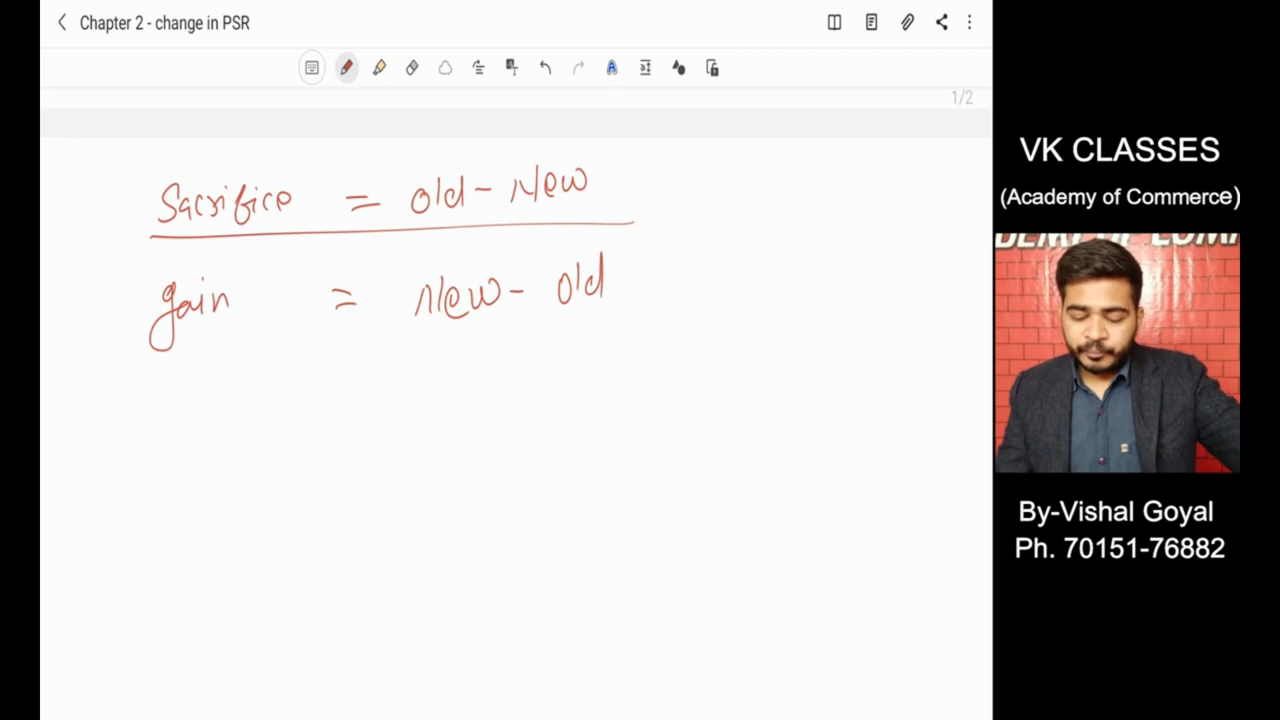 Chapter 2 - change in PSR
1/2
Sacrifice = Old - New
gain = New - Old
VK CLASSES
(Academy of Commerce)
By-Vishal Goyal
Ph. 70151-76882